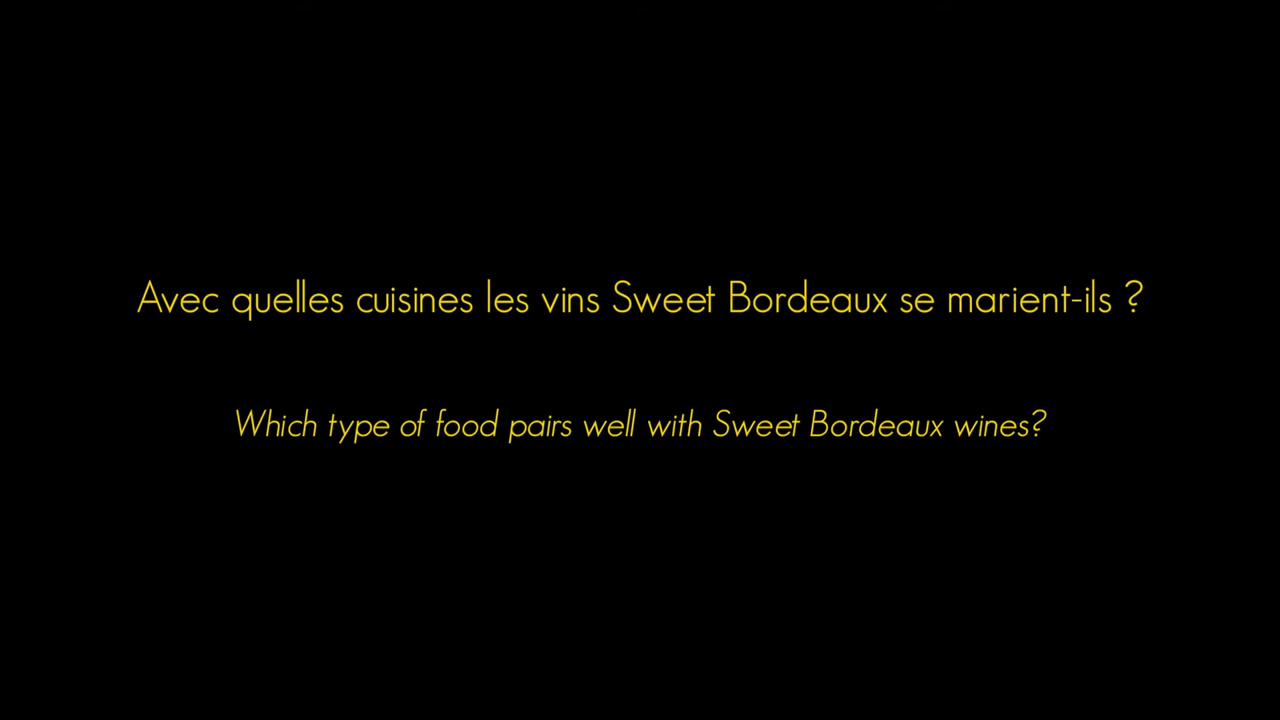 Avec quelles cuisines les vins Sweet Bordeaux se marient-ils ?
Which type of food pairs well with Sweet Bordeaux wines?